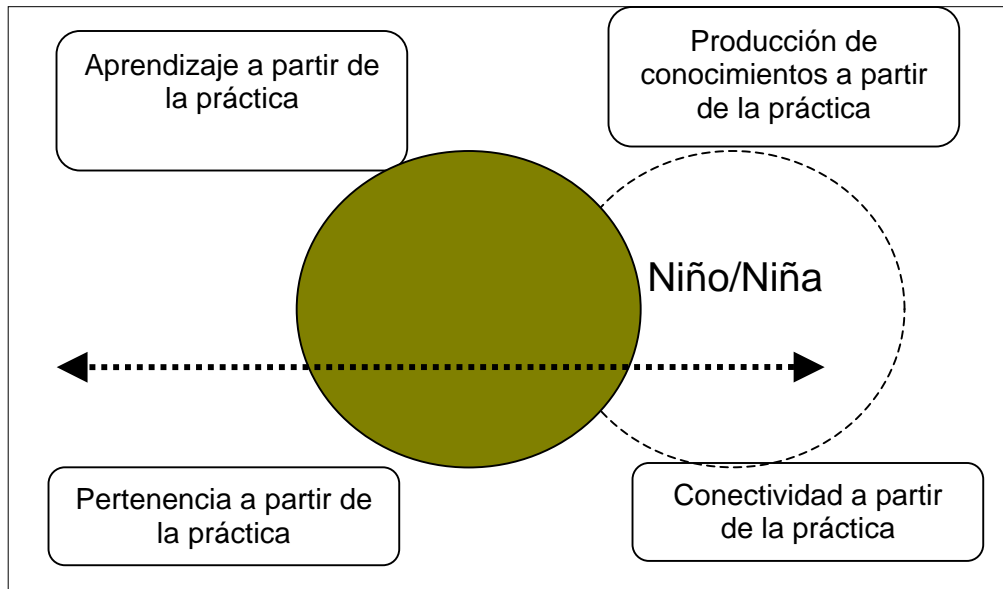 Aprendizaje a partir de
la práctica
Producción de
conocimientos a partir
de la práctica
Niño/Niña
Pertenencia a partir de
la práctica
Conectividad a partir
de la práctica